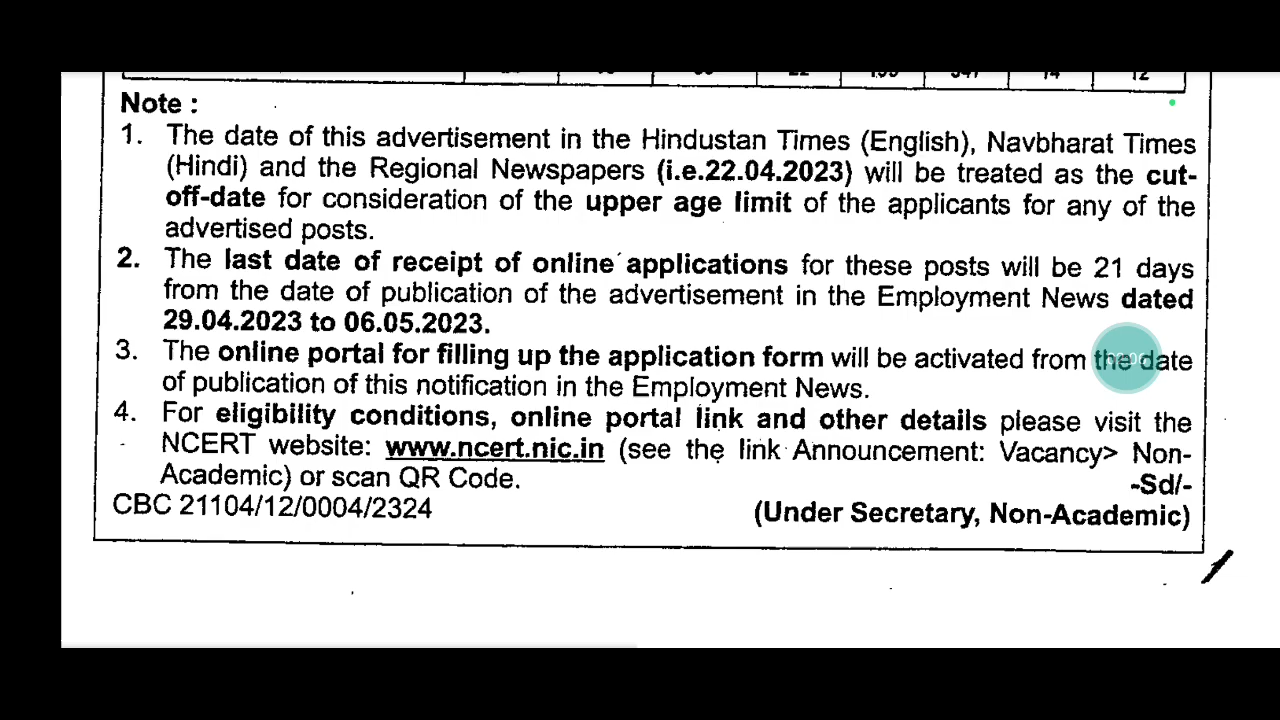 347 14 12
Note :
1. The date of this advertisement in the Hindustan Times (English), Navbharat Times
(Hindi) and the Regional Newspapers (i.e.22.04.2023) will be treated as the cut-
off-date for consideration of the upper age limit of the applicants for any of the
advertised posts.
2. The last date of receipt of online applications for these posts will be 21 days
from the date of publication of the advertisement in the Employment News dated
29.04.2023 to 06.05.2023.
3. The online portal for filling up the application form will be activated from the date
of publication of this notification in the Employment News.
4. For eligibility conditions, online portal link and other details please visit the
NCERT website: www.ncert.nic.in (see the link Announcement: Vacancy> Non-
Academic) or scan QR Code.
-Sd/-
CBC 21104/12/0004/2324 (Under Secretary, Non-Academic)